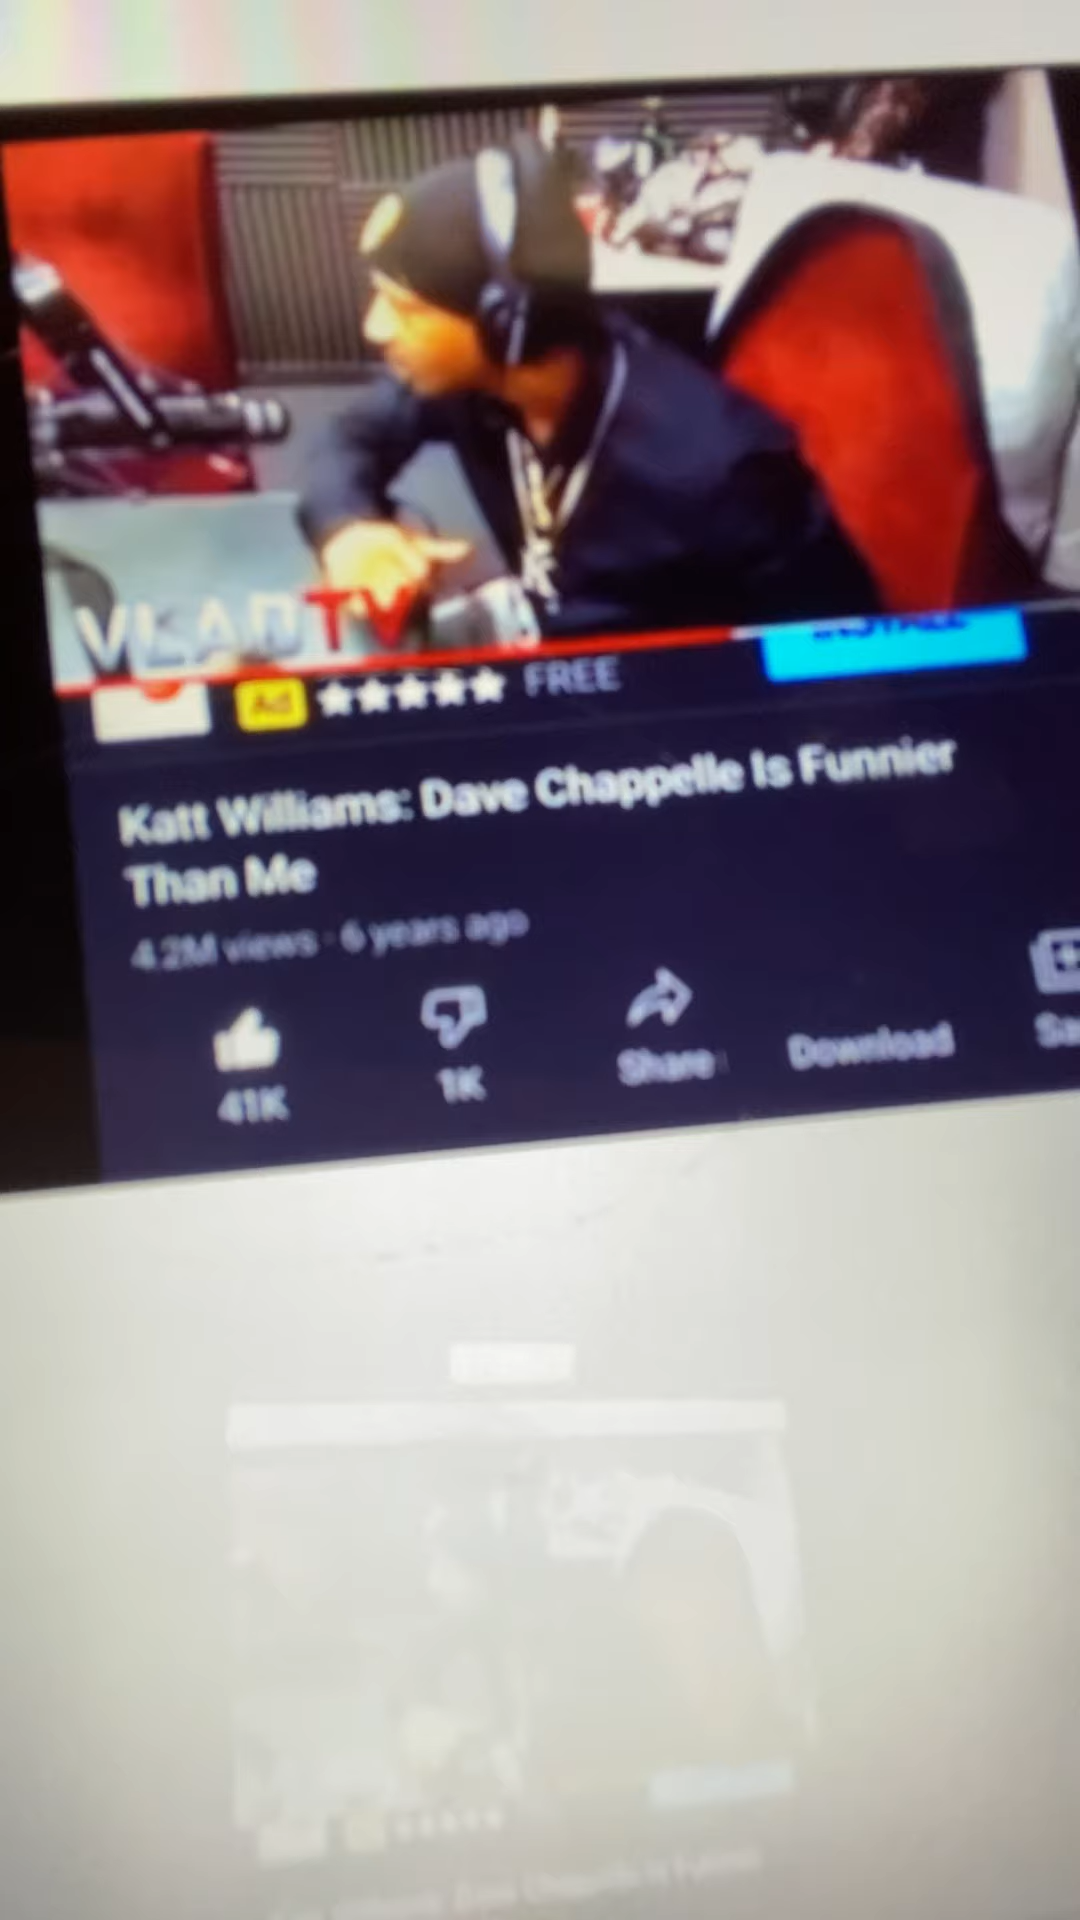 VLADTV
INSTALL
Ad FREE
Katt Williams: Dave Chappelle Is Funnier
Than Me
4.2M views · 6 years ago
41K 1K Share Download